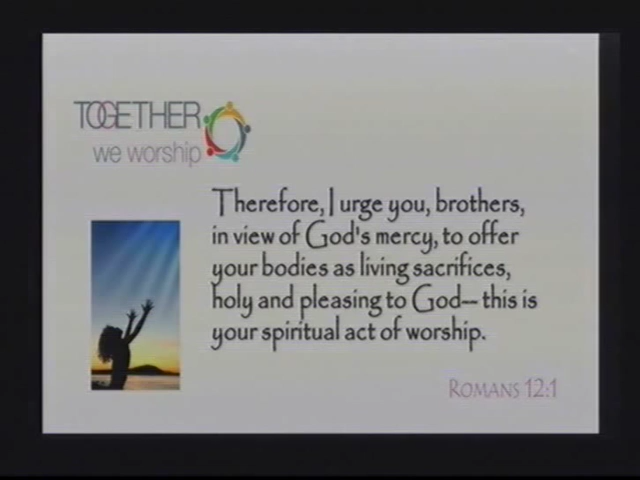 TOGETHER
we worship
Therefore, I urge you, brothers,
in view of God's mercy, to offer
your bodies as living sacrifices,
holy and pleasing to God-- this is
your spiritual act of worship.
ROMANS 12:1